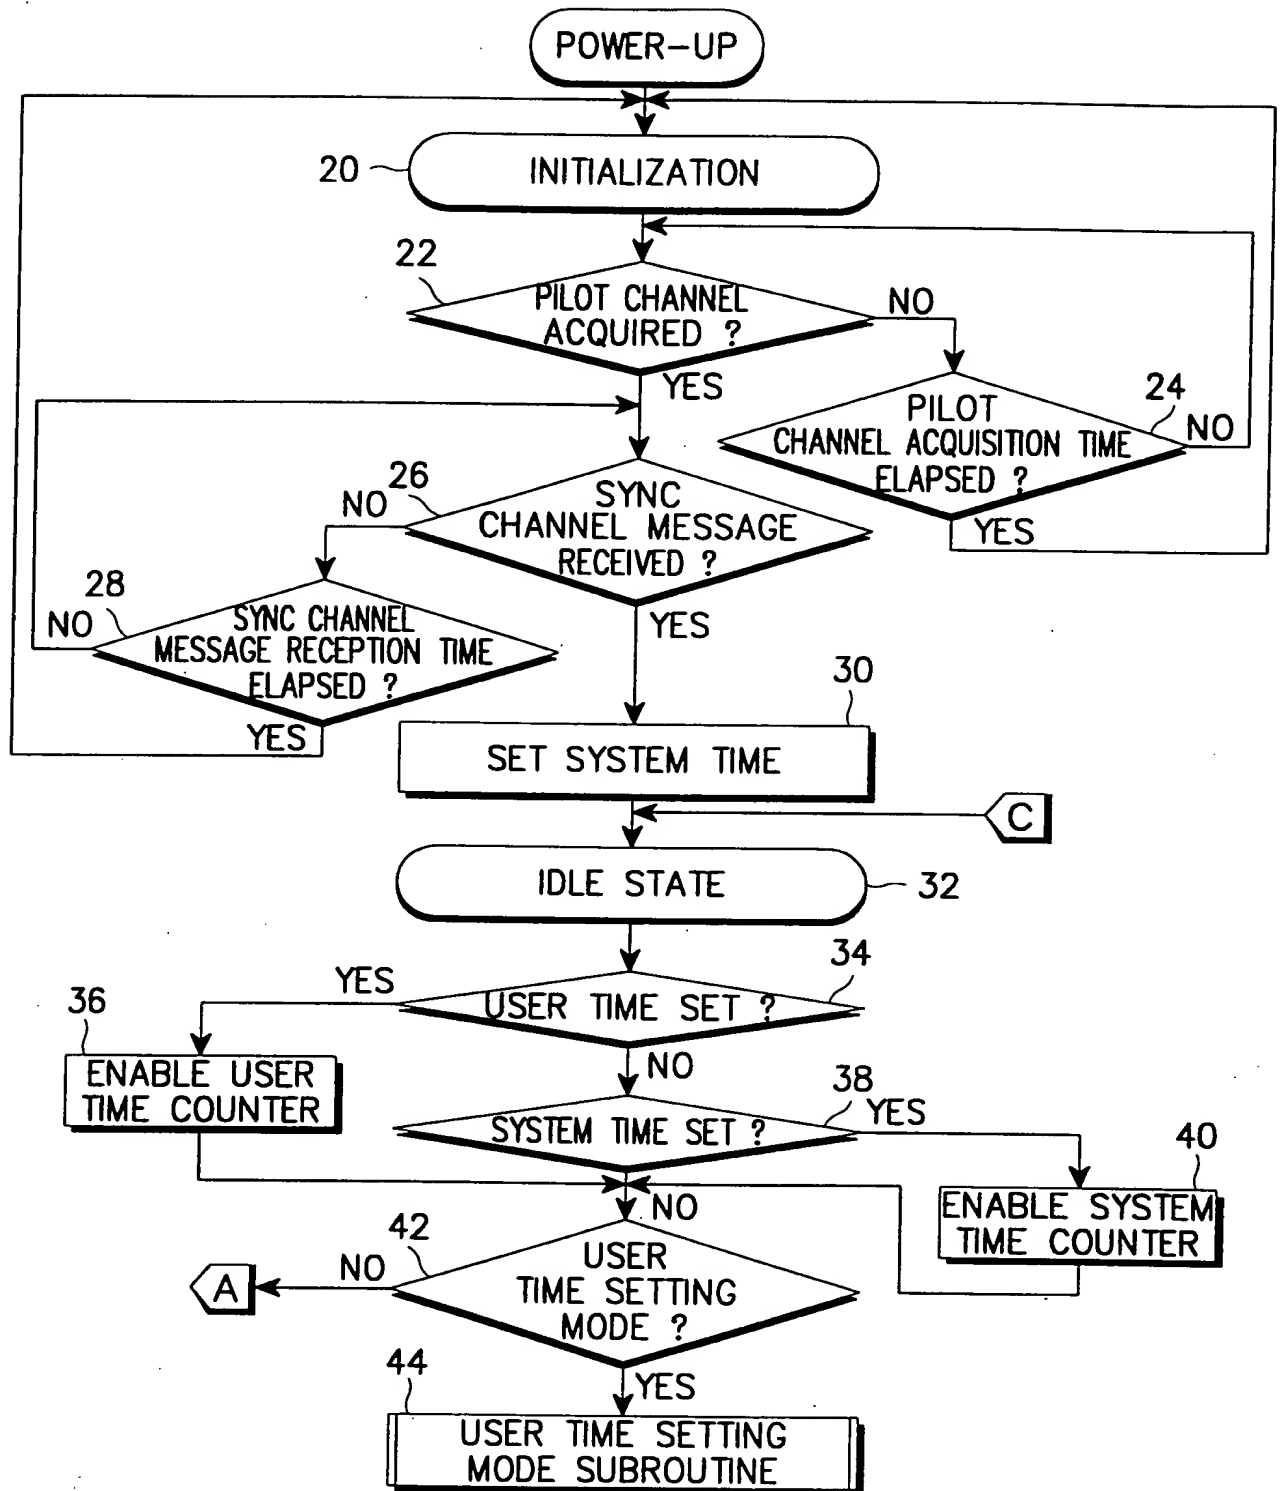 POWER-UP
20
INITIALIZATION
22
PILOT CHANNEL
ACQUIRED ?
NO
YES
24
PILOT
CHANNEL ACQUISITION TIME
ELAPSED ?
NO
YES
26
SYNC
CHANNEL MESSAGE
RECEIVED ?
NO
YES
28
SYNC CHANNEL
MESSAGE RECEPTION TIME
ELAPSED ?
NO
YES
30
SET SYSTEM TIME
C
IDLE STATE
32
34
USER TIME SET ?
YES
NO
36
ENABLE USER
TIME COUNTER
38
SYSTEM TIME SET ?
YES
NO
40
ENABLE SYSTEM
TIME COUNTER
42
USER
TIME SETTING
MODE ?
NO
A
YES
44
USER TIME SETTING
MODE SUBROUTINE